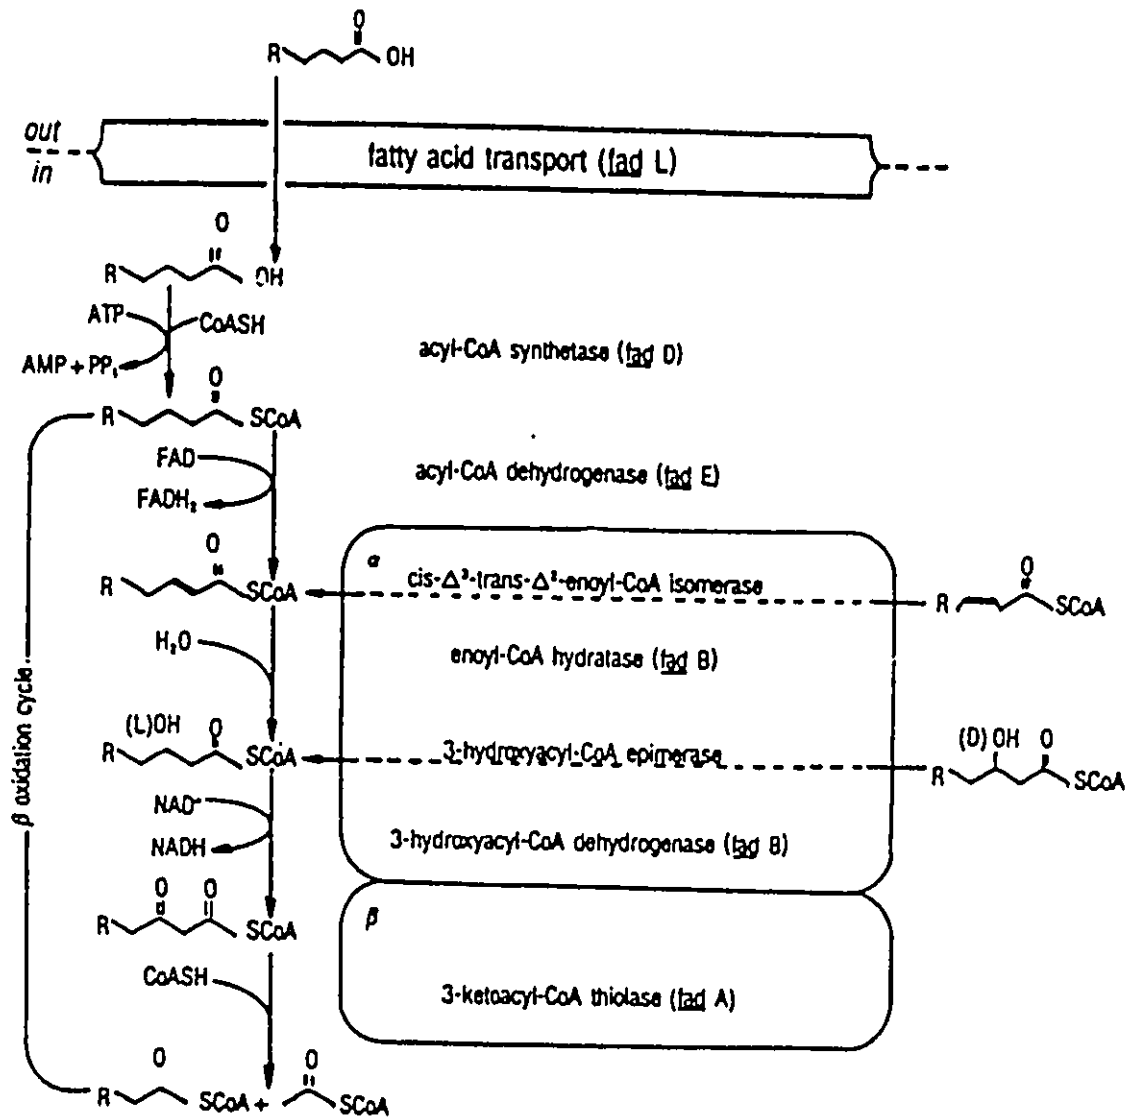 O
R OH
out
in
fatty acid transport (fad L)
O
R OH
ATP CoASH
AMP + PPi
acyl-CoA synthetase (fad D)
O
R SCoA
FAD
FADH₂
acyl-CoA dehydrogenase (fad E)
O
R SCoA
α
cis-Δ³-trans-Δ²-enoyl-CoA isomerase
O
R SCoA
H₂O
enoyl-CoA hydratase (fad B)
(L)OH O
R SCoA
3-hydroxyacyl-CoA epimerase
(D) OH O
R SCoA
β oxidation cycle
NAD⁺
NADH
3-hydroxyacyl-CoA dehydrogenase (fad B)
O O
R SCoA
β
CoASH
3-ketoacyl-CoA thiolase (fad A)
O O
R SCoA + SCoA